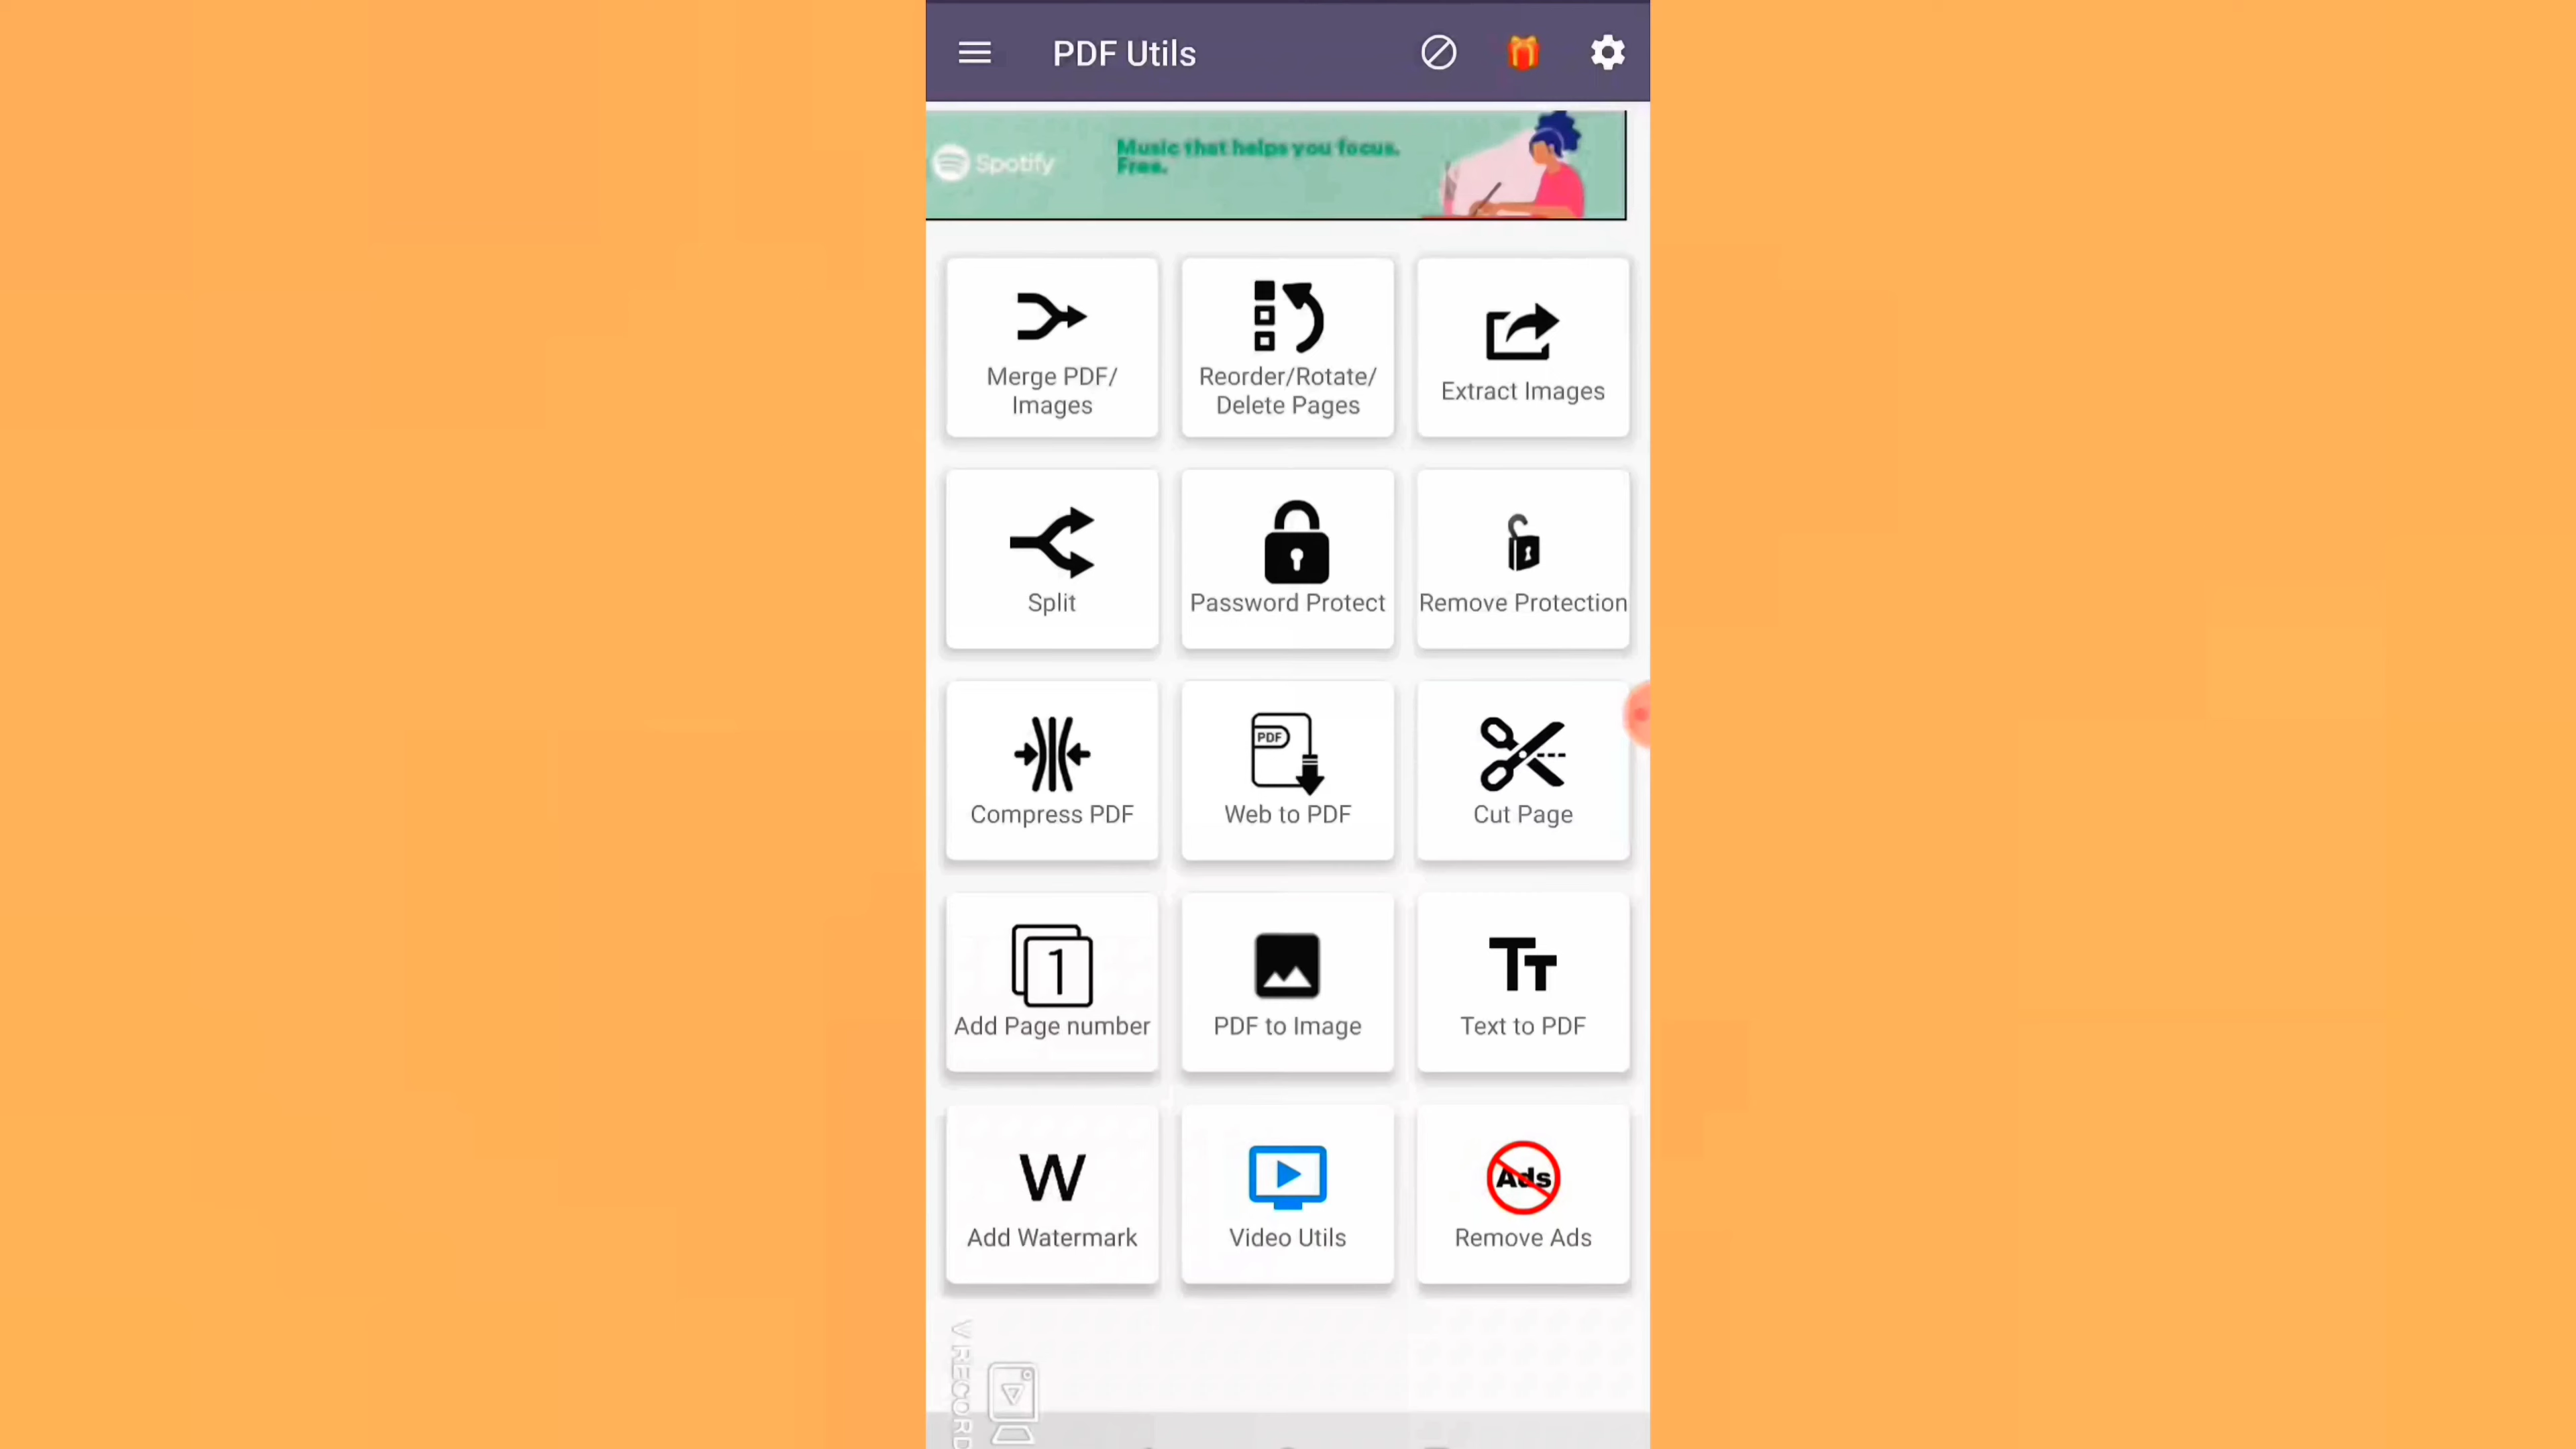 PDF Utils
Spotify
Music that helps you focus.
Free.
Merge PDF/
Images
Reorder/Rotate/
Delete Pages
Extract Images
Split
Password Protect
Remove Protection
Compress PDF
PDF
Web to PDF
Cut Page
1
Add Page number
PDF to Image
TT
Text to PDF
W
Add Watermark
Video Utils
Ads
Remove Ads
V RECORD